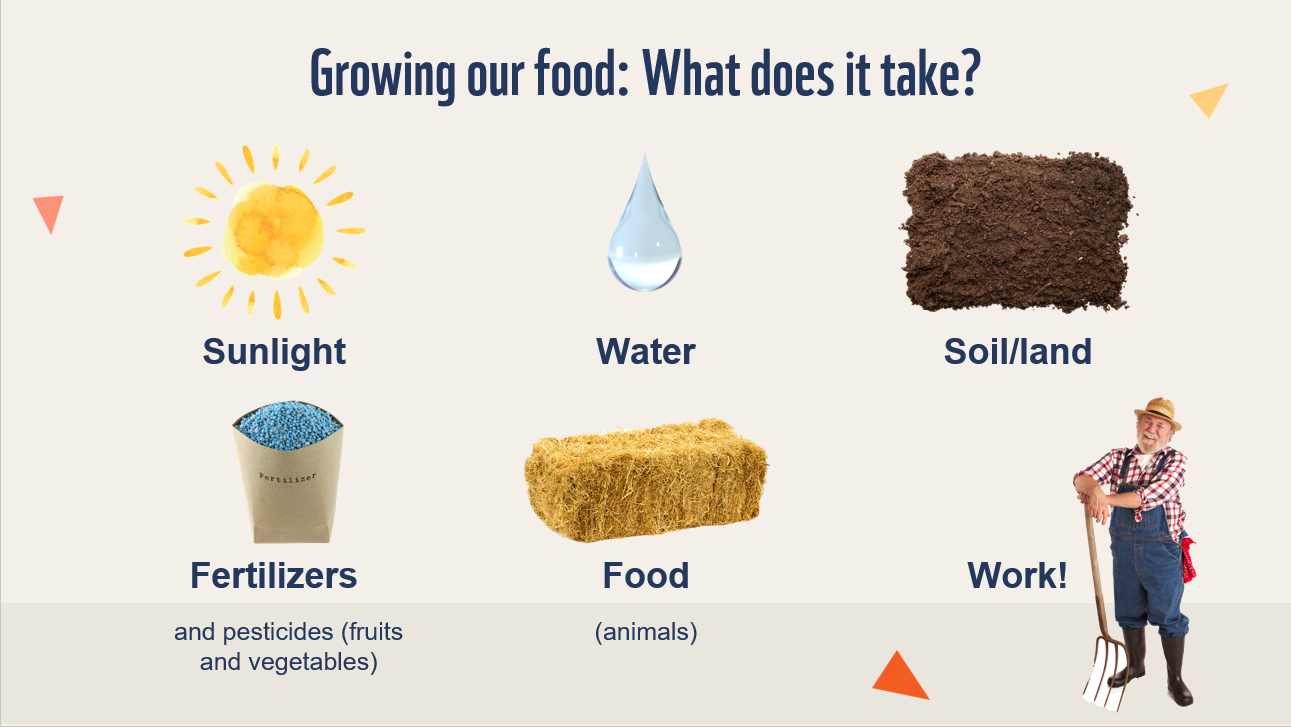 Growing our food: What does it take?
Sunlight
Water
Soil/land
Fertilizer
Fertilizers
and pesticides (fruits
and vegetables)
Food
(animals)
Work!